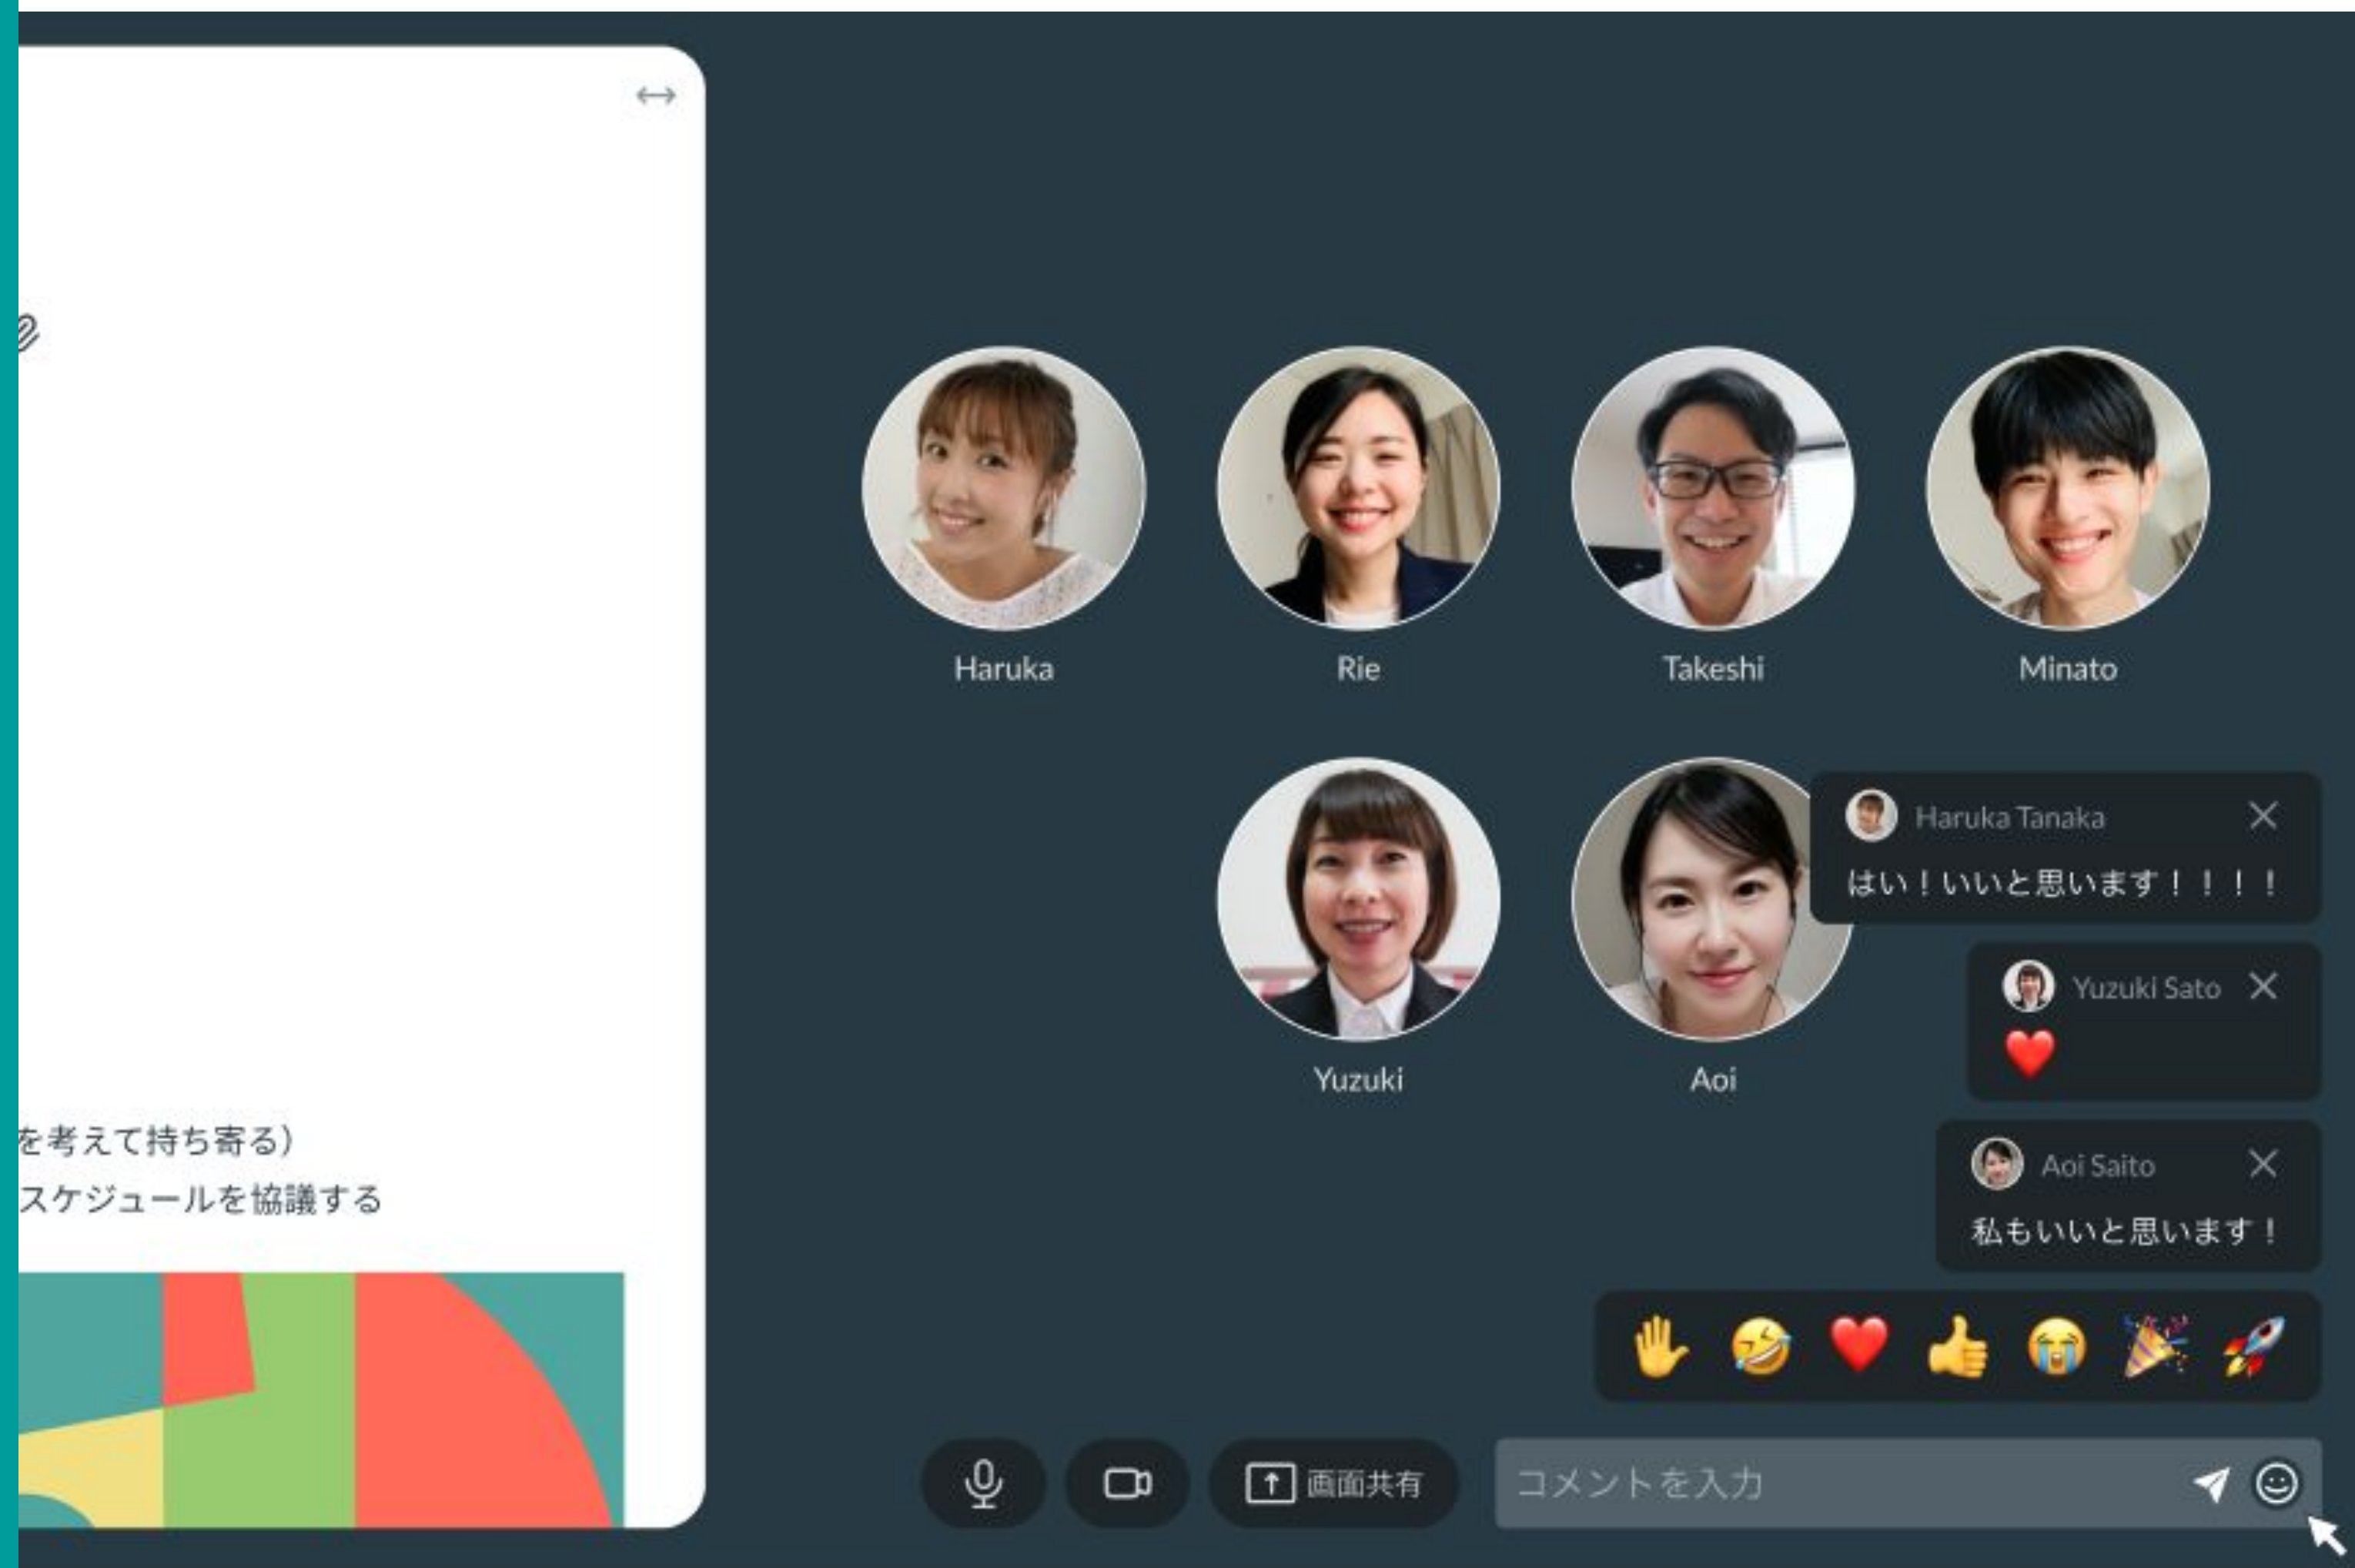 を考えて持ち寄る）
スケジュールを協議する
Haruka
Rie
Takeshi
Minato
Yuzuki
Aoi
Haruka Tanaka
はい！いいと思います！！！！
Yuzuki Sato
Aoi Saito
私もいいと思います！
画面共有
コメントを入力